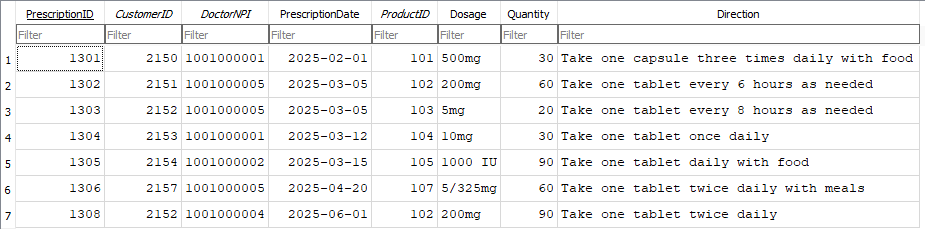 PrescriptionID CustomerID DoctorNPI PrescriptionDate ProductID Dosage Quantity Direction
Filter Filter Filter Filter Filter Filter Filter Filter
1 1301 2150 1001000001 2025-02-01 101 500mg 30 Take one capsule three times daily with food
2 1302 2151 1001000005 2025-03-05 102 200mg 60 Take one tablet every 6 hours as needed
3 1303 2152 1001000005 2025-03-05 103 5mg 20 Take one tablet every 8 hours as needed
4 1304 2153 1001000001 2025-03-12 104 10mg 30 Take one tablet once daily
5 1305 2154 1001000002 2025-03-15 105 1000 IU 90 Take one tablet daily with food
6 1306 2157 1001000005 2025-04-20 107 5/325mg 60 Take one tablet twice daily with meals
7 1308 2152 1001000004 2025-06-01 102 200mg 90 Take one tablet twice daily